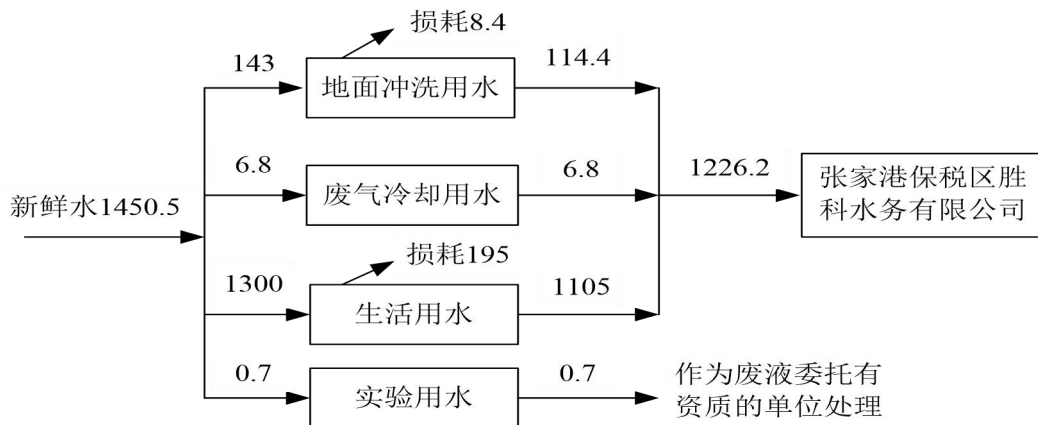 损耗8.4
143
地面冲洗用水
114.4
6.8
废气冷却用水
6.8
1226.2
张家港保税区胜
科水务有限公司
新鲜水1450.5
损耗195
1300
生活用水
1105
0.7
实验用水
0.7
作为废液委托有
资质的单位处理